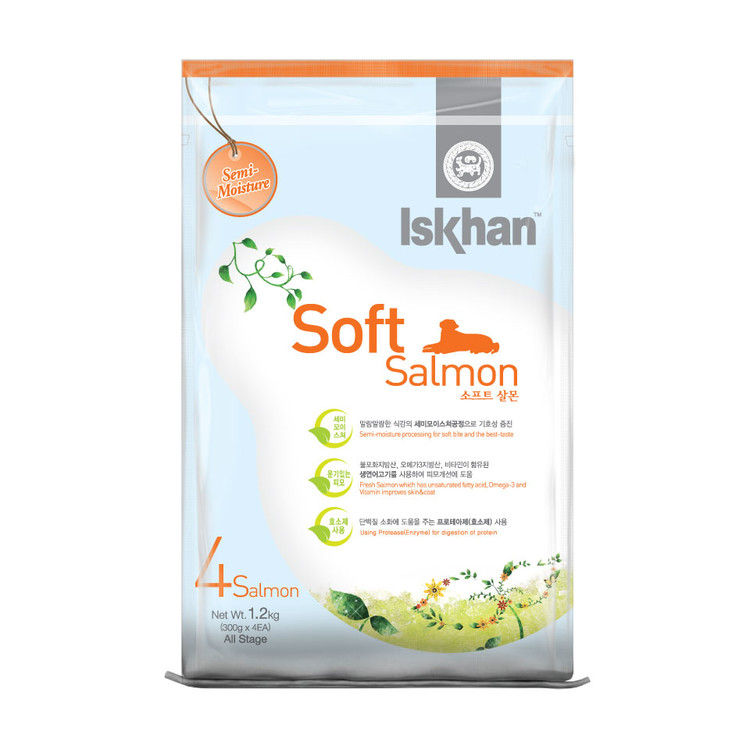 Semi-
Moisture
Iskhan™
Soft
Salmon
소프트 살몬
세미
모이
스처
말랑말랑한 식감의 세미모이스처공정으로 기호성 증진
Semi-moisture processing for soft bite and the best-taste
윤기있는
피모
불포화지방산, 오메가3지방산, 비타민이 함유된
생연어고기를 사용하여 피모개선에 도움
Fresh Salmon which has unsaturated fatty acid, Omega-3 and
Vitamin improves skin&coat
효소제
사용
단백질 소화에 도움을 주는 프로테아제(효소제) 사용
Using Protease(Enzyme) for digestion of protein
4Salmon
Net Wt. 1.2kg
(300g x 4EA)
All Stage